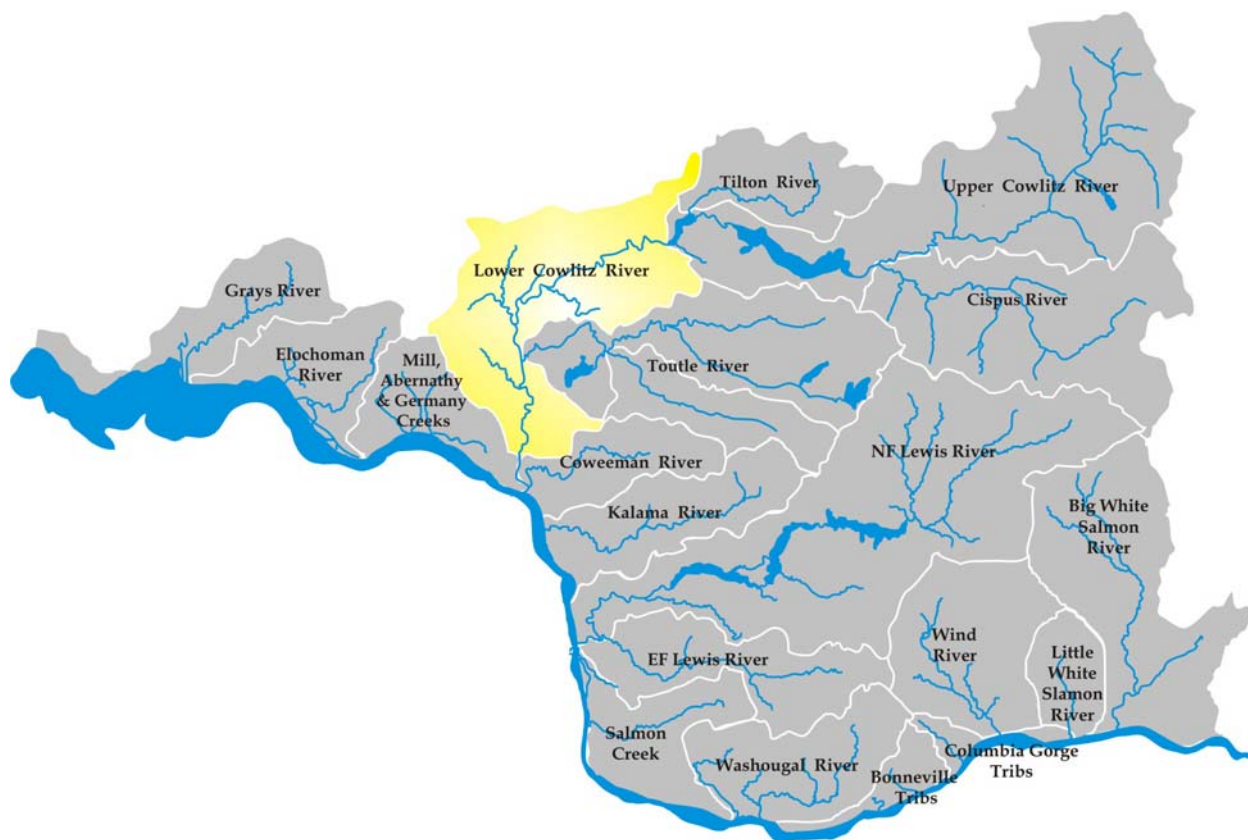 Tilton River
Upper Cowlitz River
Lower Cowlitz River
Grays River
Cispus River
Elochoman
River
Mill,
Abernathy
& Germany
Creeks
Toutle River
NF Lewis River
Coweeman River
Kalama River
Big White
Salmon
River
Wind
River
EF Lewis River
Little
White
Slamon
River
Salmon
Creek
Washougal River
Bonneville
Tribs
Columbia Gorge
Tribs